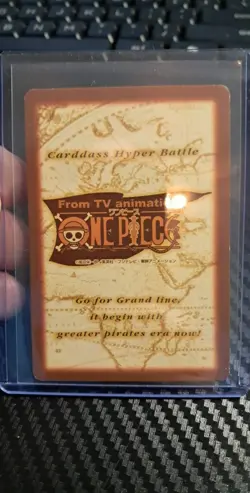 Carddass Hyper Battle
From TV animation
ワンピース
ONE PIECE
Go for Grand line,
it begin with
greater pirates era now!